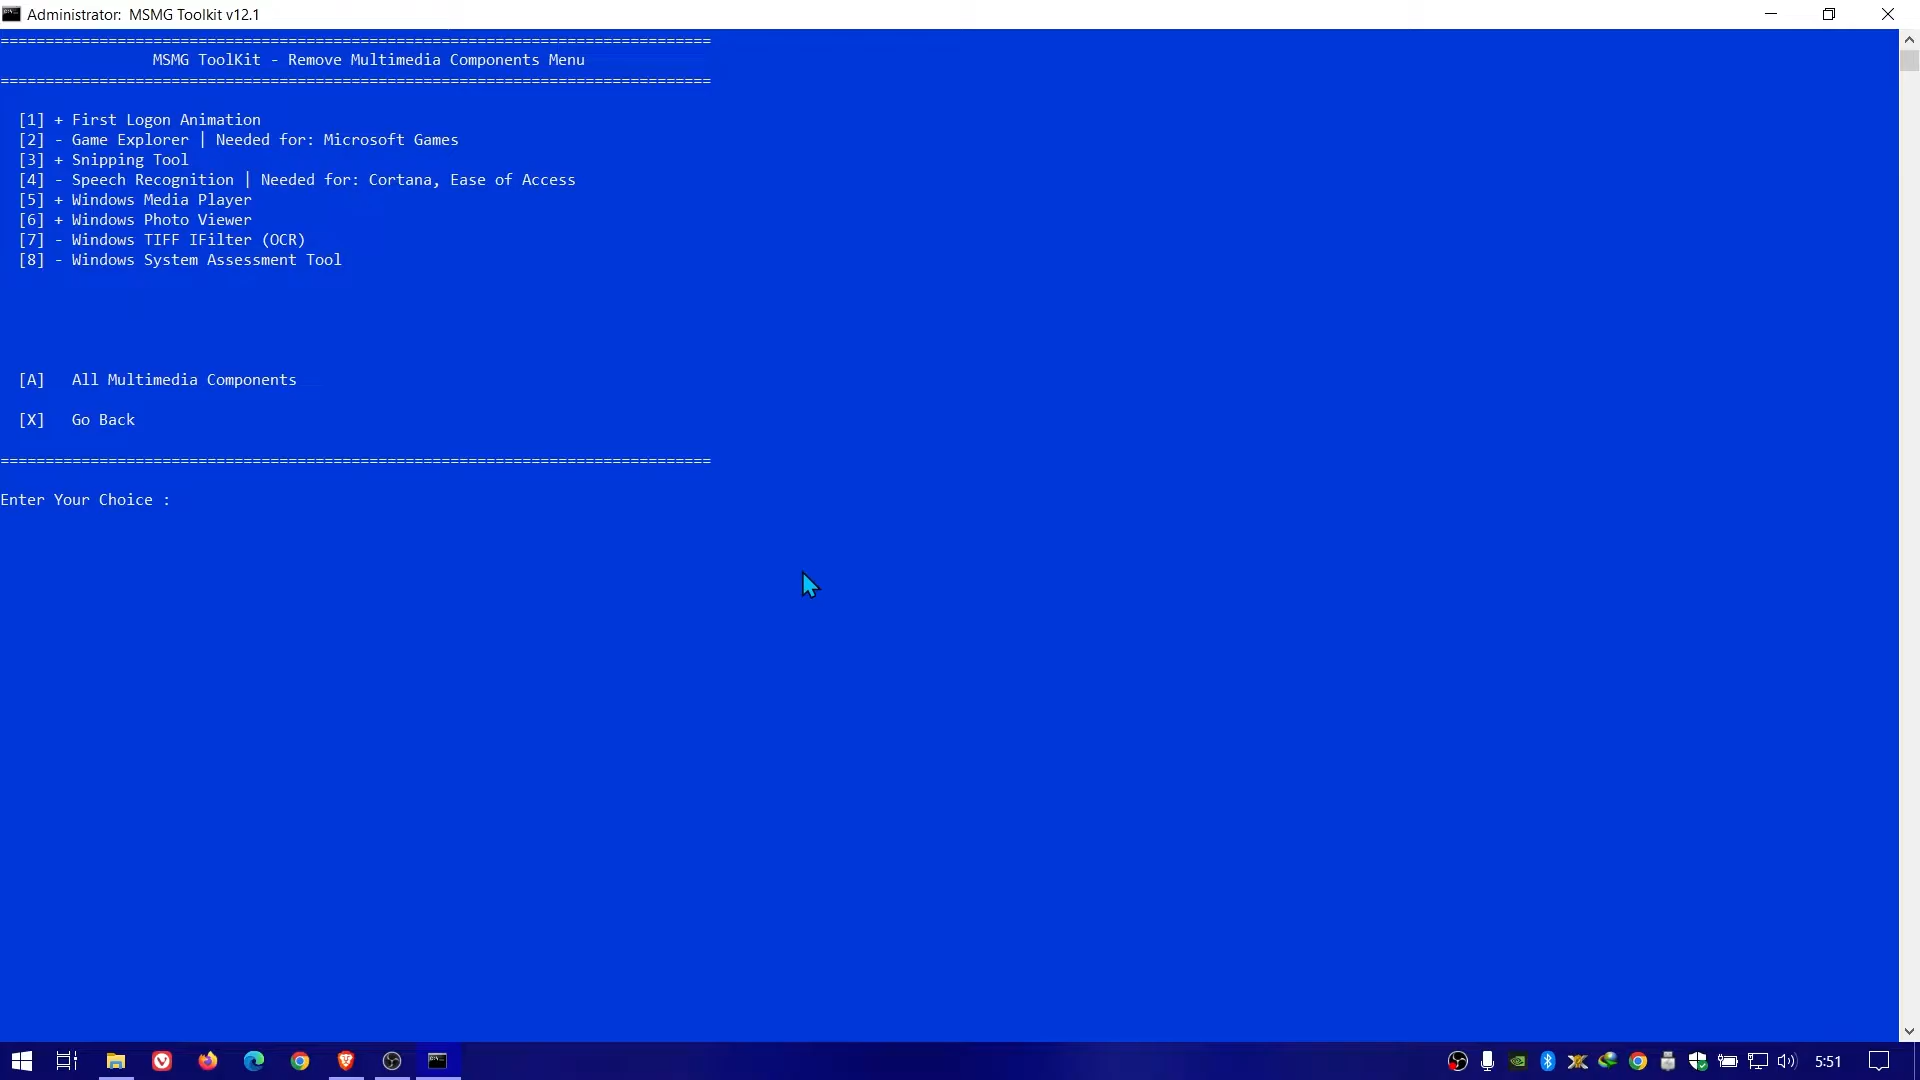 Administrator:  MSMG Toolkit v12.1
===============================================================================
MSMG ToolKit - Remove Multimedia Components Menu
===============================================================================
[1] + First Logon Animation
[2] - Game Explorer | Needed for: Microsoft Games
[3] + Snipping Tool
[4] - Speech Recognition | Needed for: Cortana, Ease of Access
[5] + Windows Media Player
[6] + Windows Photo Viewer
[7] - Windows TIFF IFilter (OCR)
[8] - Windows System Assessment Tool
[A]   All Multimedia Components
[X]   Go Back
===============================================================================
Enter Your Choice :
5:51